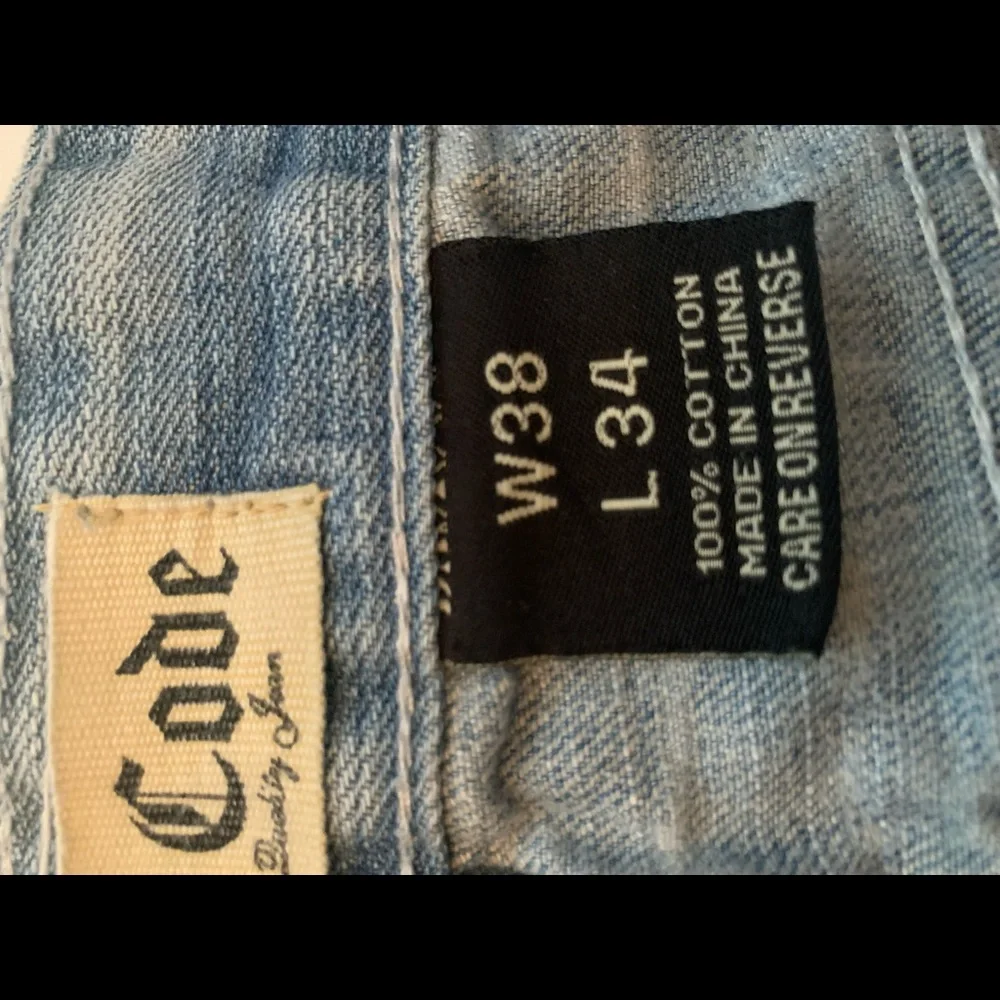 Code
Quality Jean
W38
L 34
100% COTTON
MADE IN CHINA
CARE ON REVERSE